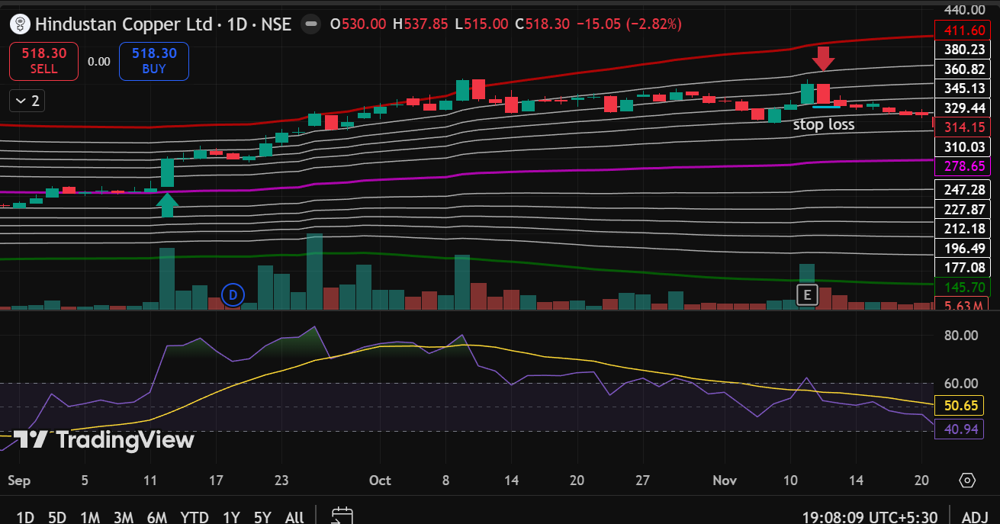 Hindustan Copper Ltd · 1D · NSE O530.00 H537.85 L515.00 C518.30 −15.05 (−2.82%)
518.30 SELL
0.00
518.30 BUY
2
stop loss
D
E
440.00
411.60
380.23
360.82
345.13
329.44
314.15
310.03
278.65
247.28
227.87
212.18
196.49
177.08
145.70
5.63 M
80.00
60.00
50.65
40.94
TradingView
Sep 5 11 17 23 Oct 8 14 20 27 Nov 10 14 20
1D 5D 1M 3M 6M YTD 1Y 5Y All 19:08:09 UTC+5:30 ADJ